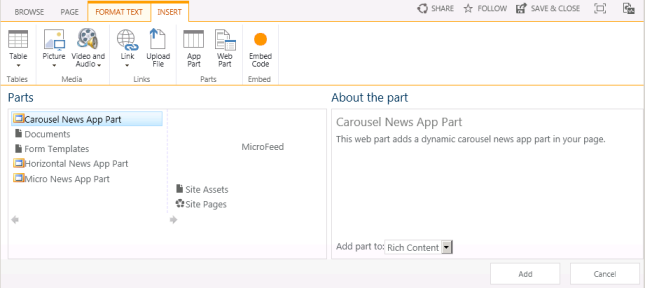 BROWSE PAGE FORMAT TEXT INSERT SHARE FOLLOW SAVE & CLOSE
Table Picture Video and Audio Link Upload File App Part Web Part Embed Code
Tables Media Links Parts Embed
Parts
Carousel News App Part
Documents
Form Templates
Horizontal News App Part
Micro News App Part
MicroFeed
Site Assets
Site Pages
About the part
Carousel News App Part
This web part adds a dynamic carousel news app part in your page.
Add part to: Rich Content
Add Cancel